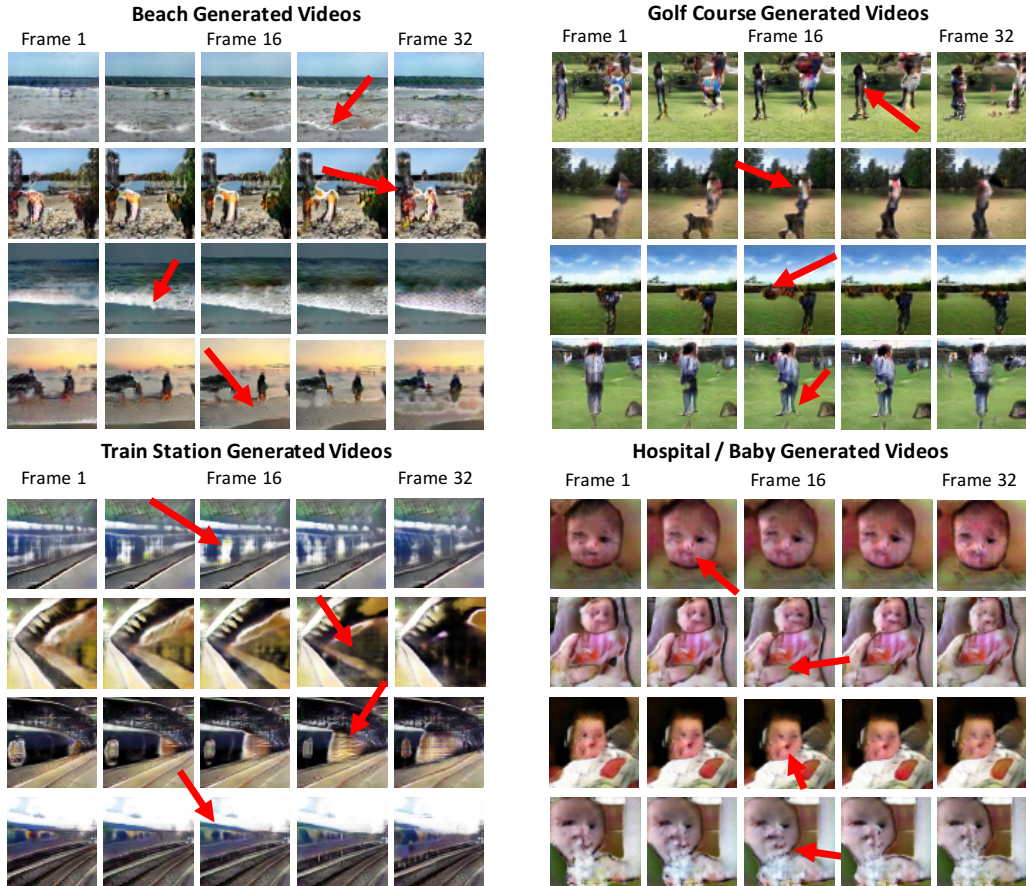 Beach Generated Videos
Frame 1 Frame 16 Frame 32
Golf Course Generated Videos
Frame 1 Frame 16 Frame 32
Train Station Generated Videos
Frame 1 Frame 16 Frame 32
Hospital / Baby Generated Videos
Frame 1 Frame 16 Frame 32